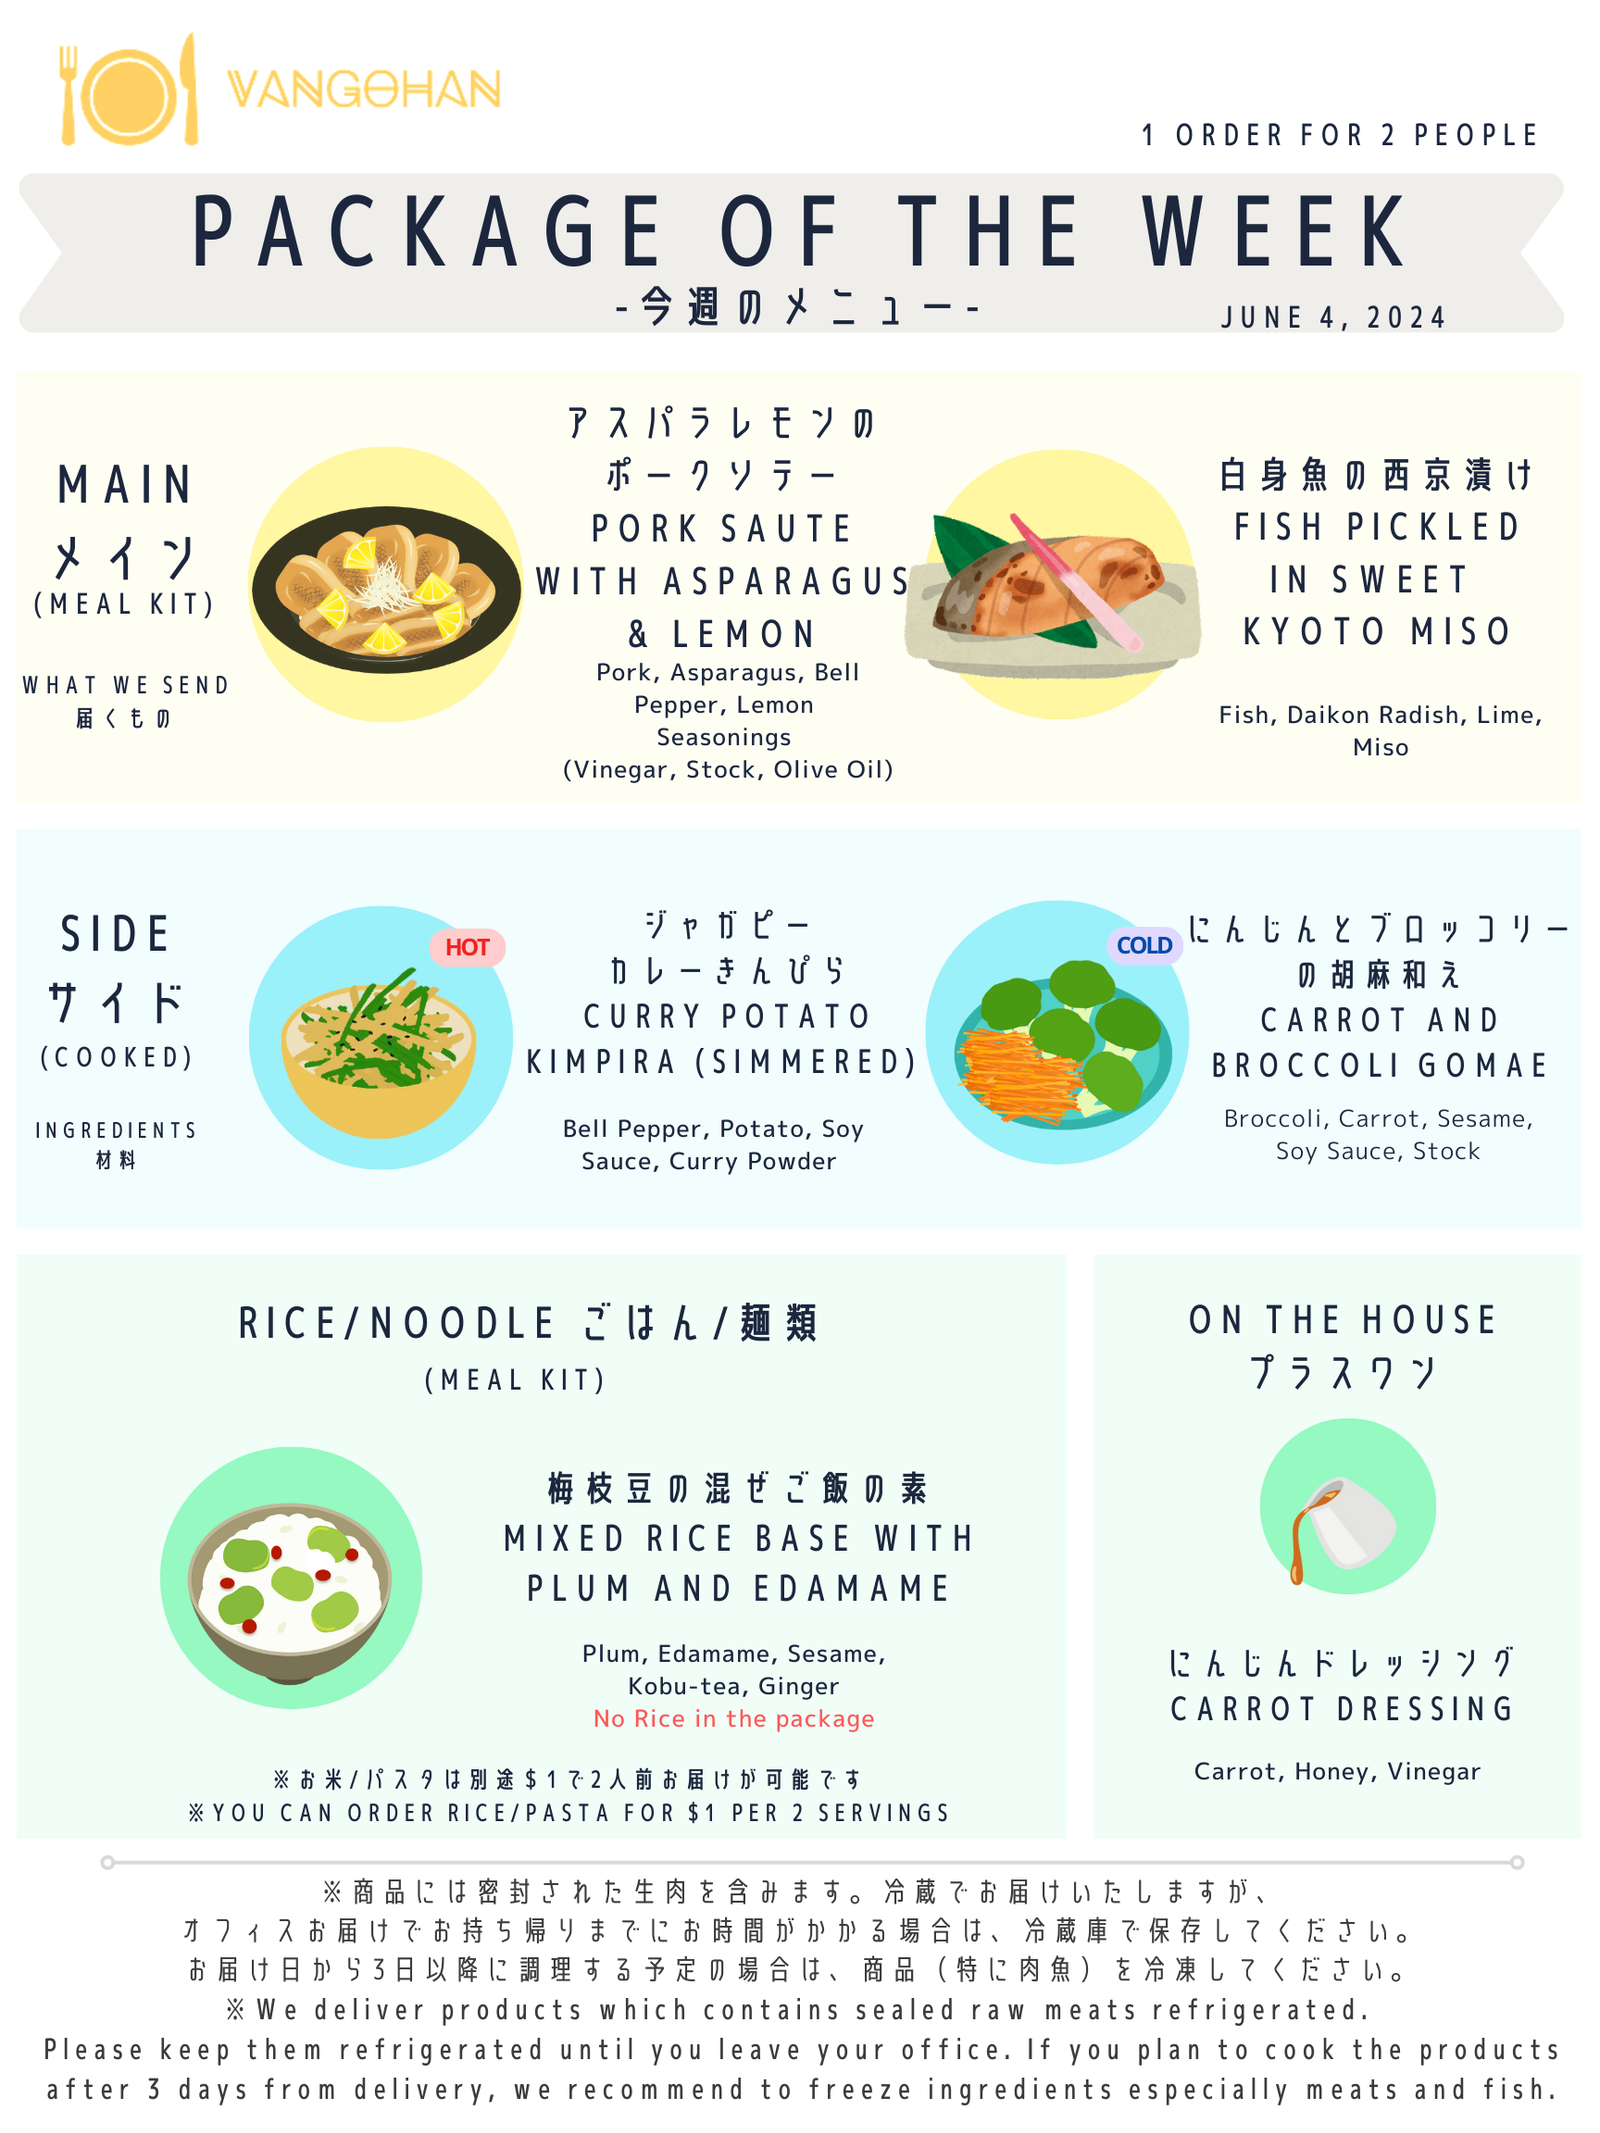 VANGOHAN
1 ORDER FOR 2 PEOPLE
PACKAGE OF THE WEEK
-今週のメニュー-
JUNE 4, 2024
MAIN
メイン
(MEAL KIT)
WHAT WE SEND
届くもの
アスパラレモンの
ポークソテー
PORK SAUTE
WITH ASPARAGUS
& LEMON
Pork, Asparagus, Bell
Pepper, Lemon
Seasonings
(Vinegar, Stock, Olive Oil)
白身魚の西京漬け
FISH PICKLED
IN SWEET
KYOTO MISO
Fish, Daikon Radish, Lime,
Miso
SIDE
サイド
(COOKED)
INGREDIENTS
材料
HOT
ジャガピー
カレーきんぴら
CURRY POTATO
KIMPIRA (SIMMERED)
Bell Pepper, Potato, Soy
Sauce, Curry Powder
COLD
にんじんとブロッコリー
の胡麻和え
CARROT AND
BROCCOLI GOMAE
Broccoli, Carrot, Sesame,
Soy Sauce, Stock
RICE/NOODLE ごはん/麺類
(MEAL KIT)
梅枝豆の混ぜご飯の素
MIXED RICE BASE WITH
PLUM AND EDAMAME
Plum, Edamame, Sesame,
Kobu-tea, Ginger
No Rice in the package
※お米/パスタは別途$1で2人前お届けが可能です
※YOU CAN ORDER RICE/PASTA FOR $1 PER 2 SERVINGS
ON THE HOUSE
プラスワン
にんじんドレッシング
CARROT DRESSING
Carrot, Honey, Vinegar
※商品には密封された生肉を含みます。冷蔵でお届けいたしますが、
オフィスお届けでお持ち帰りまでにお時間がかかる場合は、冷蔵庫で保存してください。
お届け日から3日以降に調理する予定の場合は、商品（特に肉魚）を冷凍してください。
※We deliver products which contains sealed raw meats refrigerated.
Please keep them refrigerated until you leave your office. If you plan to cook the products
after 3 days from delivery, we recommend to freeze ingredients especially meats and fish.